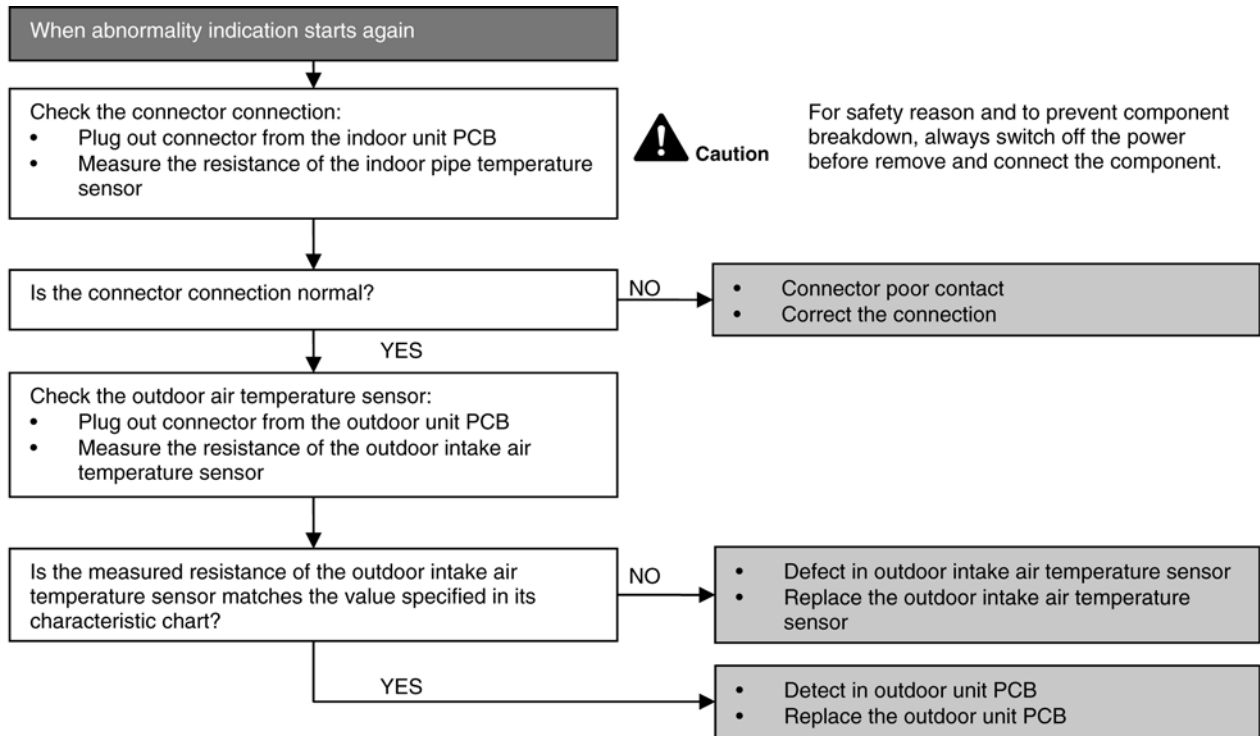 When abnormality indication starts again
Check the connector connection:
• Plug out connector from the indoor unit PCB
• Measure the resistance of the indoor pipe temperature
sensor
Caution
For safety reason and to prevent component
breakdown, always switch off the power
before remove and connect the component.
Is the connector connection normal?
NO
• Connector poor contact
• Correct the connection
YES
Check the outdoor air temperature sensor:
• Plug out connector from the outdoor unit PCB
• Measure the resistance of the outdoor intake air
temperature sensor
Is the measured resistance of the outdoor intake air
temperature sensor matches the value specified in its
characteristic chart?
NO
• Defect in outdoor intake air temperature sensor
• Replace the outdoor intake air temperature
sensor
YES
• Detect in outdoor unit PCB
• Replace the outdoor unit PCB